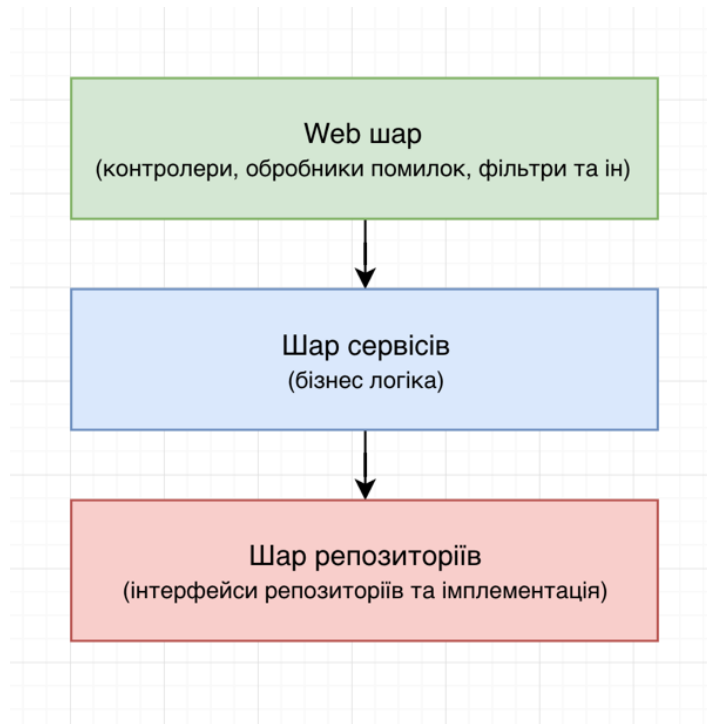 Web шар
(контролери, обробники помилок, фільтри та ін)
Шар сервісів
(бізнес логіка)
Шар репозиторіїв
(інтерфейси репозиторіїв та імплементація)